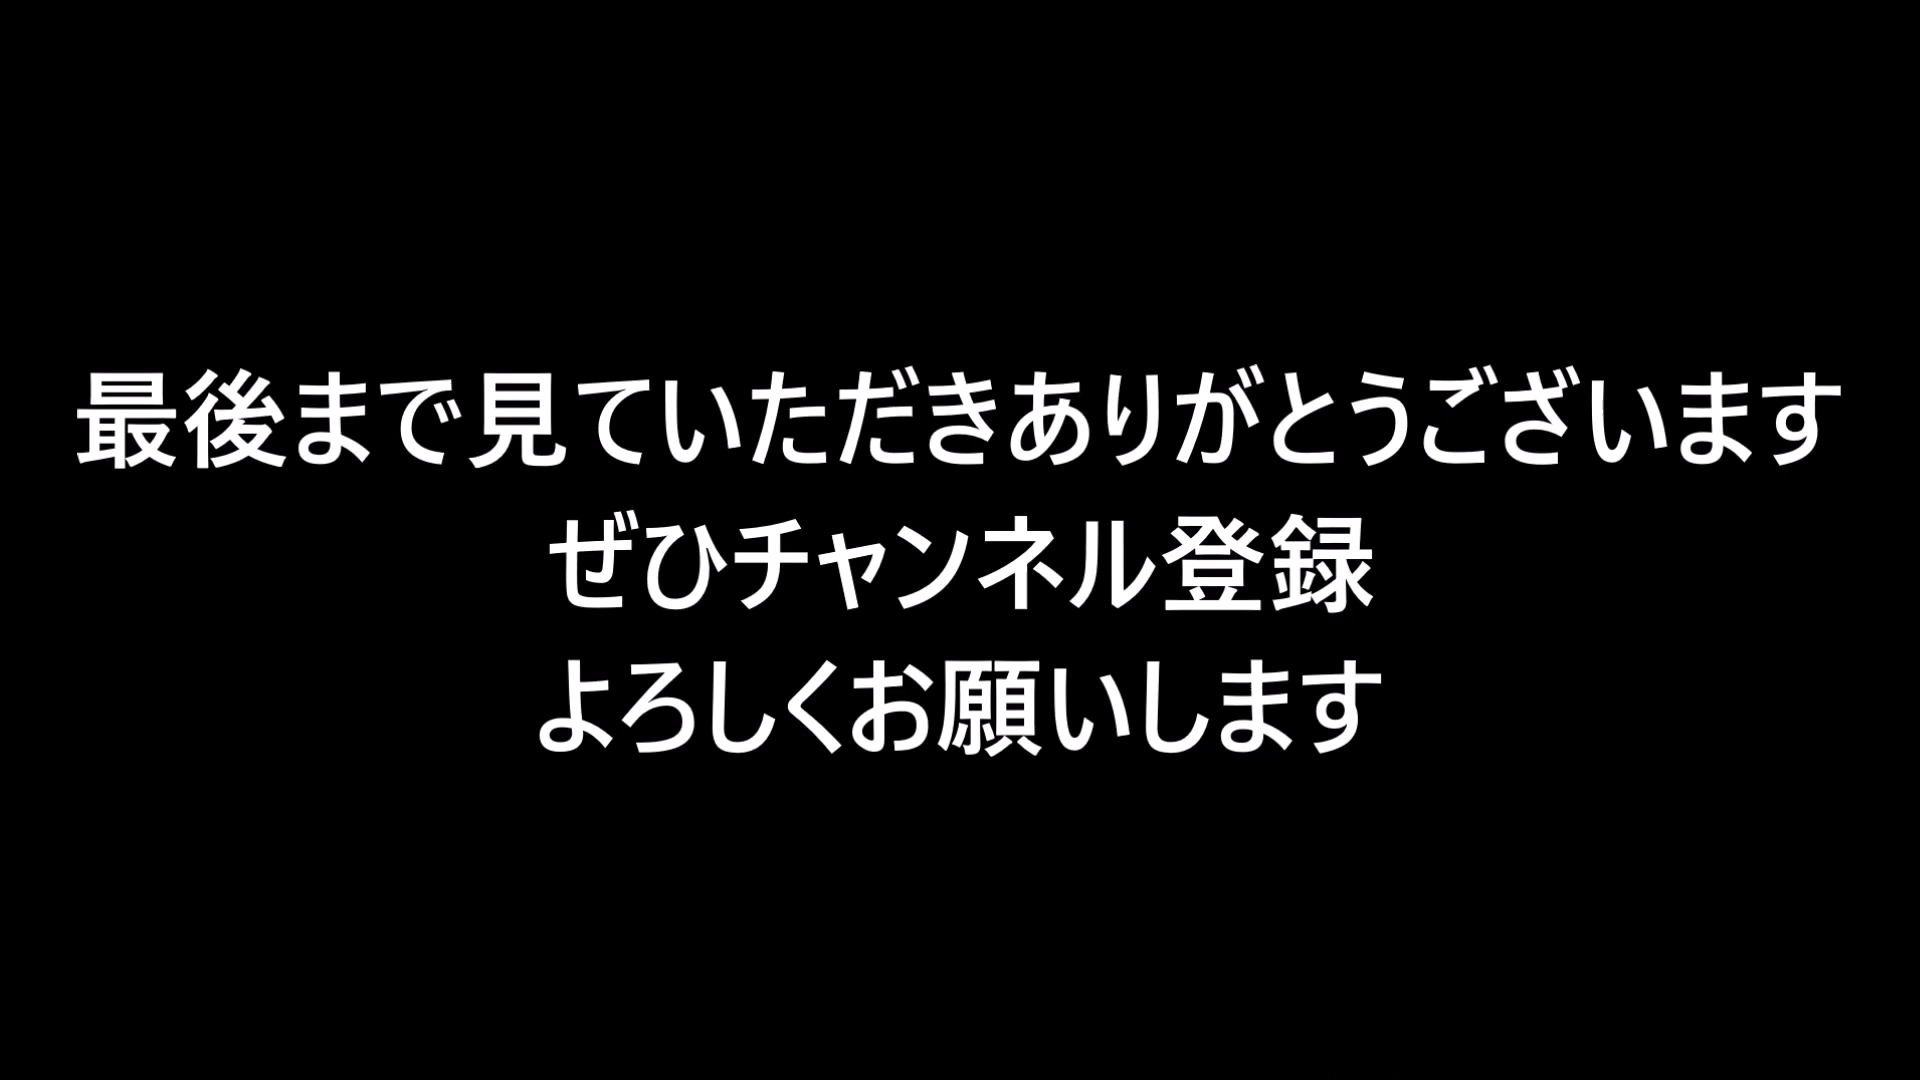 最後まで見ていただきありがとうございます
ぜひチャンネル登録
よろしくお願いします